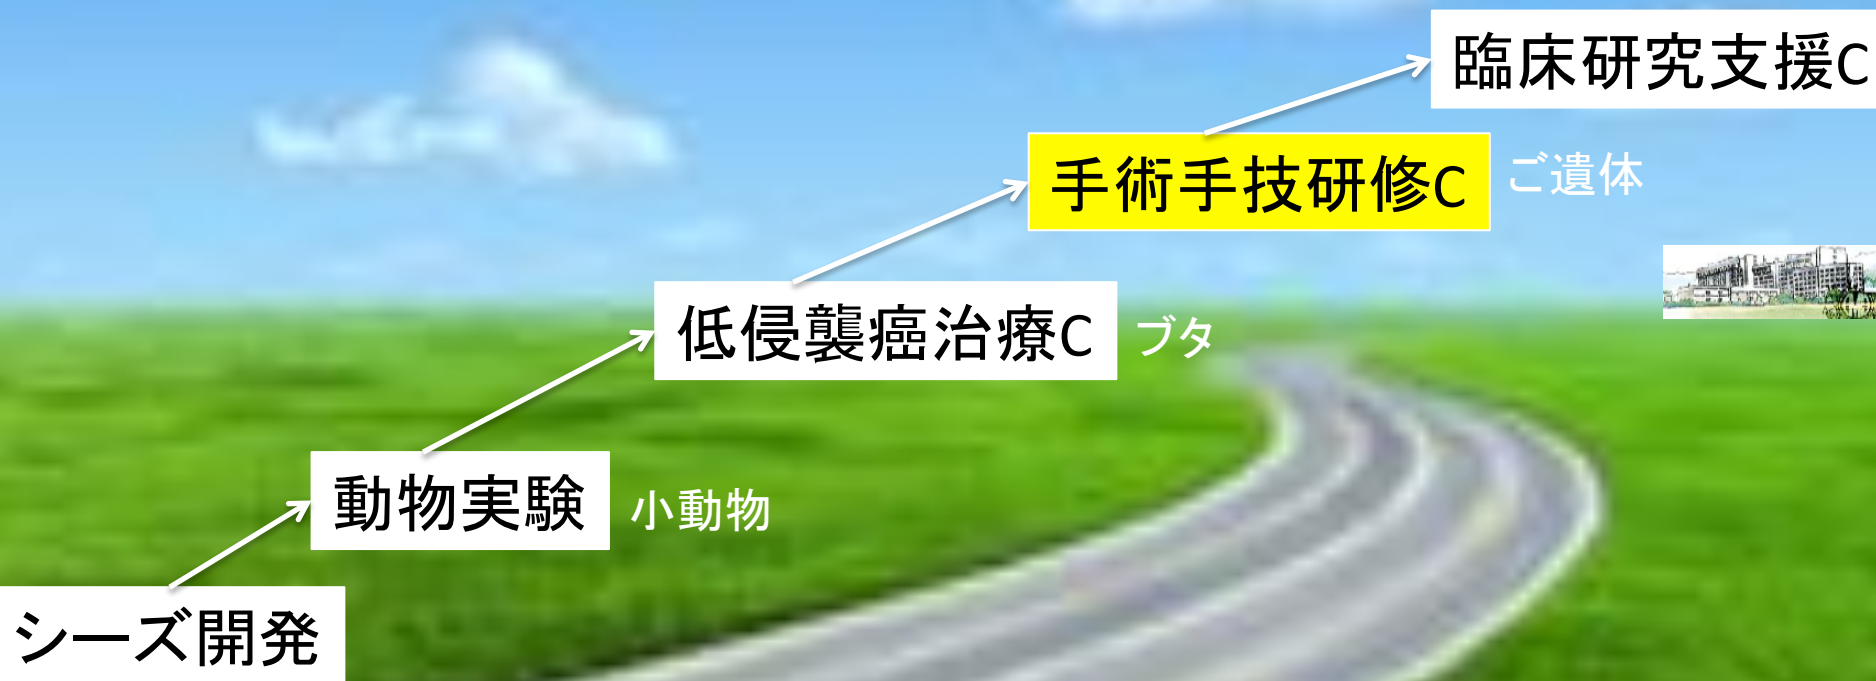 臨床研究支援C
手術手技研修C ご遺体
低侵襲癌治療C ブタ
動物実験 小動物
シーズ開発